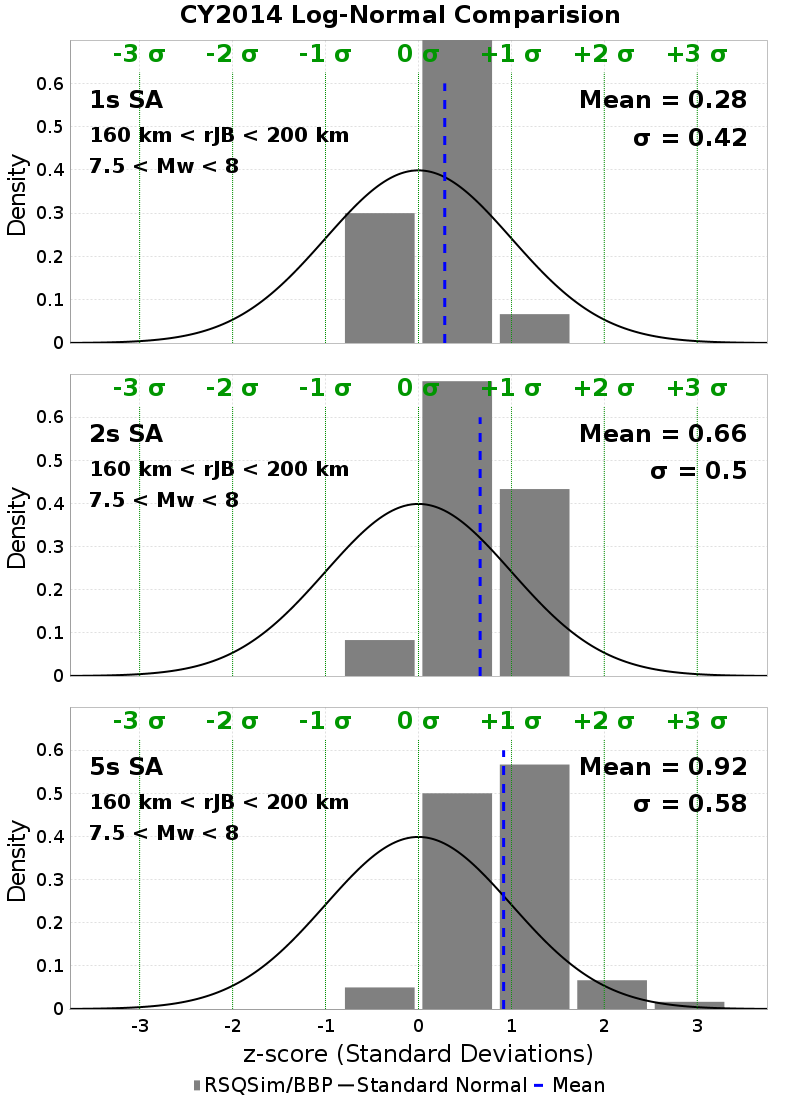 CY2014 Log-Normal Comparision
-3 σ -2 σ -1 σ 0 σ +1 σ +2 σ +3 σ
0.6
1s SA
Mean = 0.28
0.5
160 km < rJB < 200 km
σ = 0.42
7.5 < Mw < 8
0.4
Density
0.3
0.2
0.1
0
-3 σ -2 σ -1 σ 0 σ +1 σ +2 σ +3 σ
0.6
2s SA
Mean = 0.66
0.5
160 km < rJB < 200 km
σ = 0.5
7.5 < Mw < 8
0.4
Density
0.3
0.2
0.1
0
-3 σ -2 σ -1 σ 0 σ +1 σ +2 σ +3 σ
0.6
5s SA
Mean = 0.92
0.5
160 km < rJB < 200 km
σ = 0.58
7.5 < Mw < 8
0.4
Density
0.3
0.2
0.1
0
-3 -2 -1 0 1 2 3
z-score (Standard Deviations)
RSQSim/BBP Standard Normal Mean